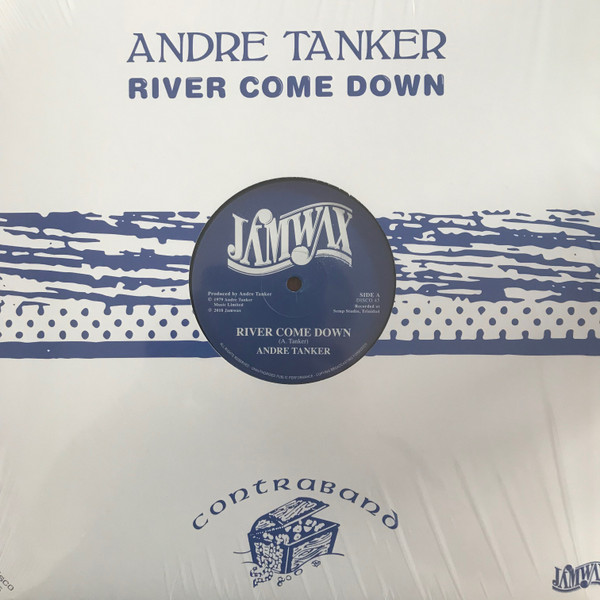 ANDRE TANKER
RIVER COME DOWN
JAMWAX
Produced by Andre Tanker
℗ 1979 Andre Tanker
Music Limited
© 2018 Jamwax
SIDE A
Recorded at
Semp Studio, Trinidad
RIVER COME DOWN
(A. Tanker)
ANDRE TANKER
CONTRABAND
JAMWAX